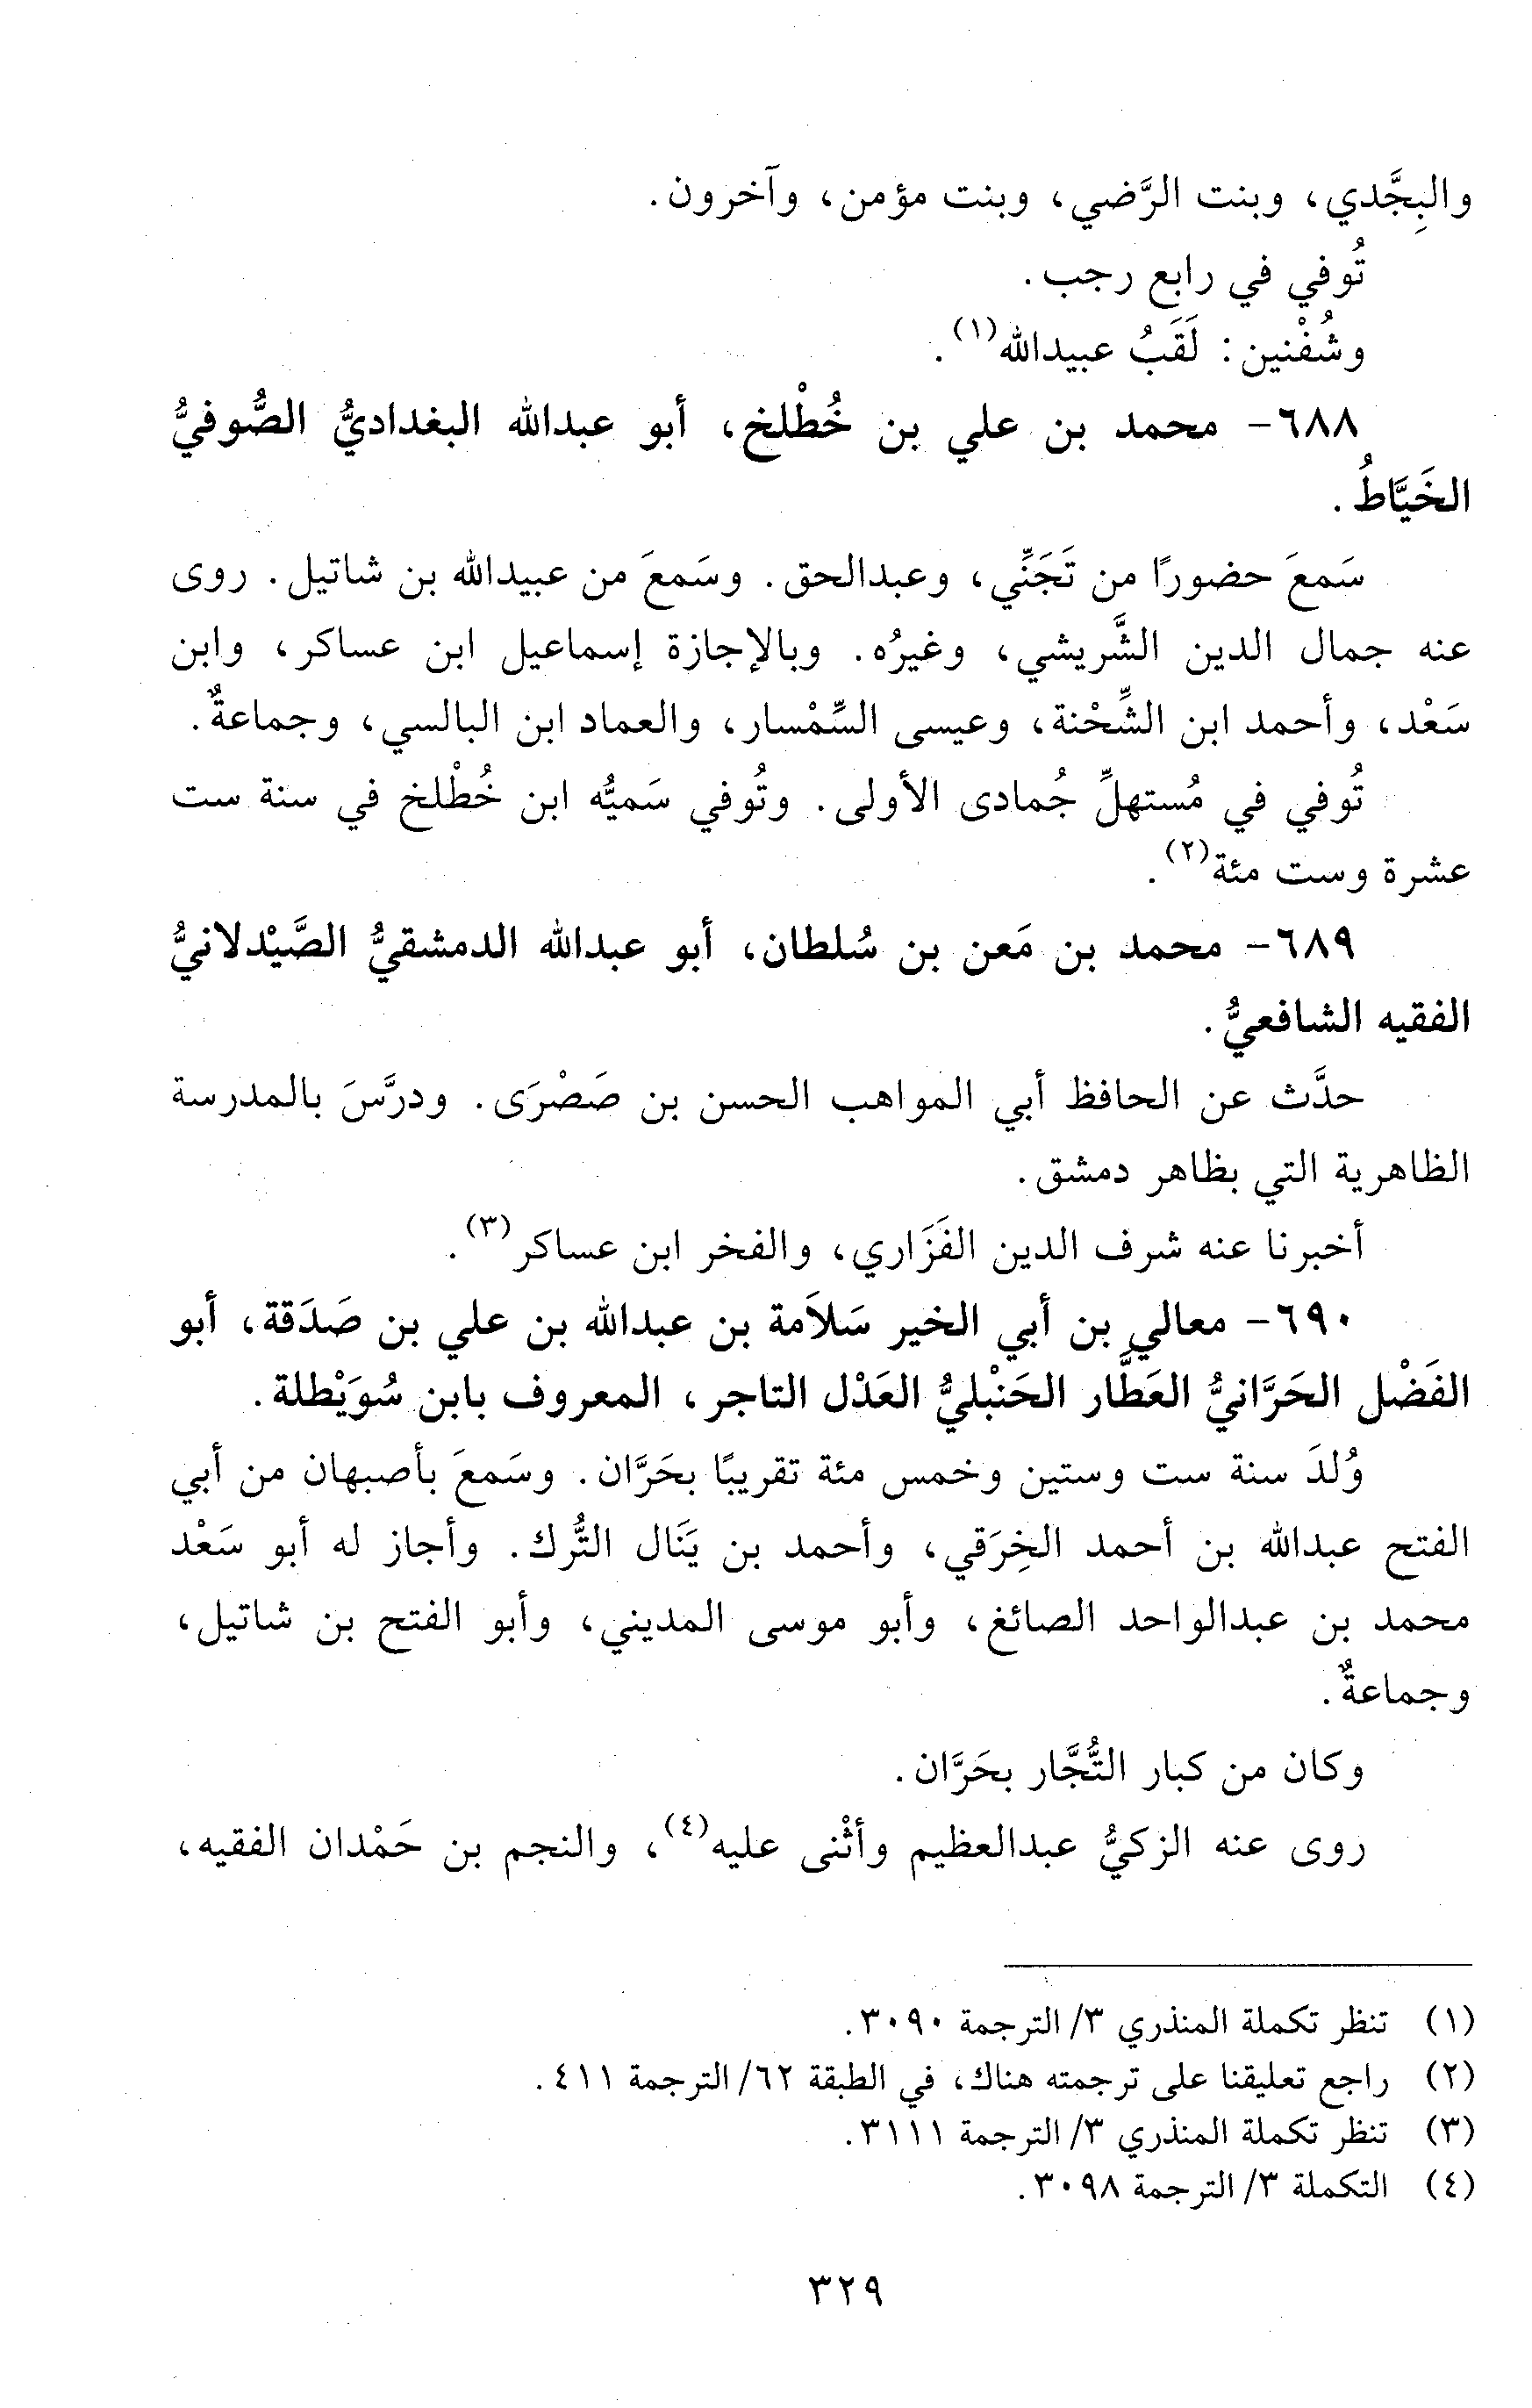 والبِجَّدي، وبنت الرَّضي، وبنت مؤمن، وآخرون.
تُوفي في رابع رجب.
وشُفْنين: لَقَبُ عبيدالله(١).
٦٨٨- محمد بن علي بن خُطْلخ، أبو عبدالله البغداديُّ الصُّوفيُّ
الخَيَّاطُ.
سَمعَ حضورًا من تَجَنِّي، وعبدالحق. وسَمعَ من عبيدالله بن شاتيل. روى
عنه جمال الدين الشَّريشي، وغيرُه. وبالإجازة إسماعيل ابن عساكر، وابن
سَعْد، وأحمد ابن الشِّحْنة، وعيسى السِّمْسار، والعماد ابن البالسي، وجماعةٌ.
تُوفي في مُستهلِّ جُمادى الأولى. وتُوفي سَميُّه ابن خُطْلخ في سنة ست
عشرة وست مئة(٢).
٦٨٩- محمد بن مَعن بن سُلطان، أبو عبدالله الدمشقيُّ الصَّيْدلانيُّ
الفقيه الشافعيُّ.
حدَّث عن الحافظ أبي المواهب الحسن بن صَصْرَى. ودرَّسَ بالمدرسة
الظاهرية التي بظاهر دمشق.
أخبرنا عنه شرف الدين الفَزَاري، والفخر ابن عساكر(٣).
٦٩٠- معالي بن أبي الخير سَلاَمة بن عبدالله بن علي بن صَدَقة، أبو
الفَضْل الحَرَّانيُّ العَطَّار الحَنْبليُّ العَدْل التاجر، المعروف بابن سُوَيْطلة.
وُلدَ سنة ست وستين وخمس مئة تقريبًا بحَرَّان. وسَمعَ بأصبهان من أبي
الفتح عبدالله بن أحمد الخِرَقي، وأحمد بن يَنَال التُّرك. وأجاز له أبو سَعْد
محمد بن عبدالواحد الصائغ، وأبو موسى المديني، وأبو الفتح بن شاتيل،
وجماعةٌ.
وكان من كبار التُّجَّار بحَرَّان.
روى عنه الزكيُّ عبدالعظيم وأثْنى عليه(٤)، والنجم بن حَمْدان الفقيه،
(١) تنظر تكملة المنذري ٣/ الترجمة ٣٠٩٠.
(٢) راجع تعليقنا على ترجمته هناك، في الطبقة ٦٢/ الترجمة ٤١١.
(٣) تنظر تكملة المنذري ٣/ الترجمة ٣١١١.
(٤) التكملة ٣/ الترجمة ٣٠٩٨.
٣٢٩